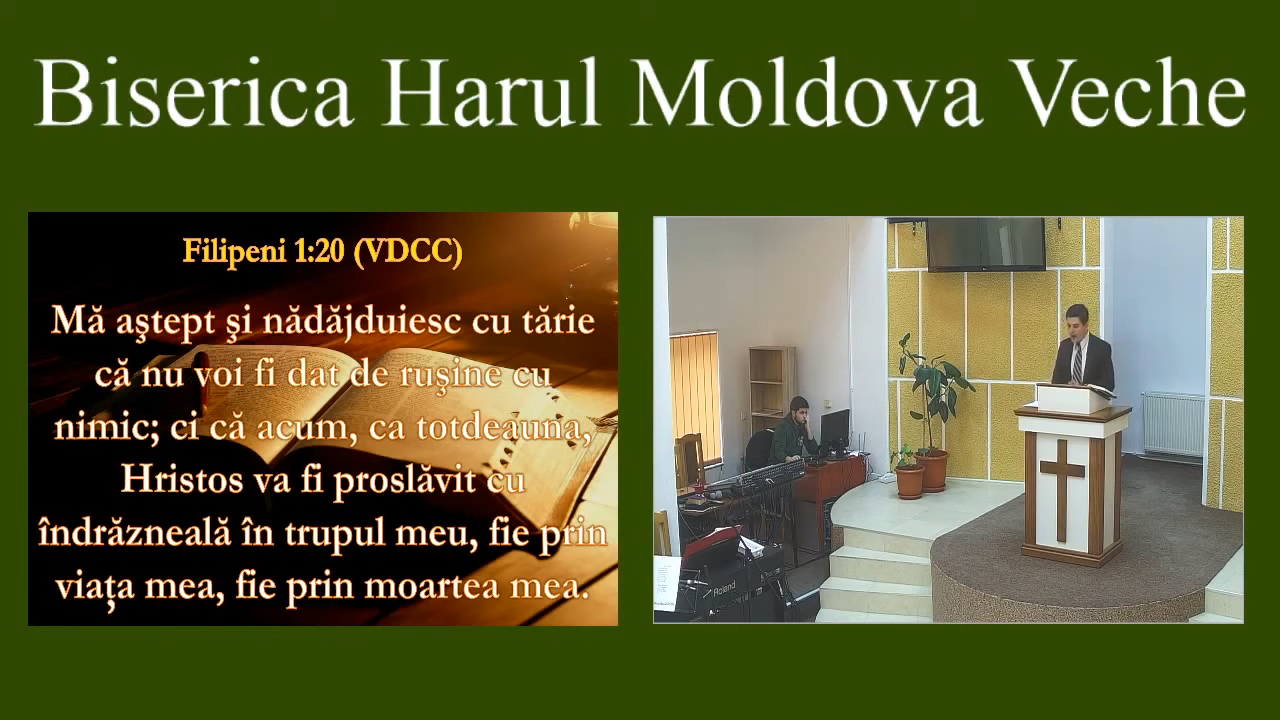 Biserica Harul Moldova Veche
Filipeni 1:20 (VDCC)
Mă aştept şi nădăjduiesc cu tărie
că nu voi fi dat de ruşine cu
nimic; ci că acum, ca totdeauna,
Hristos va fi proslăvit cu
îndrăzneală în trupul meu, fie prin
viața mea, fie prin moartea mea.
Roland